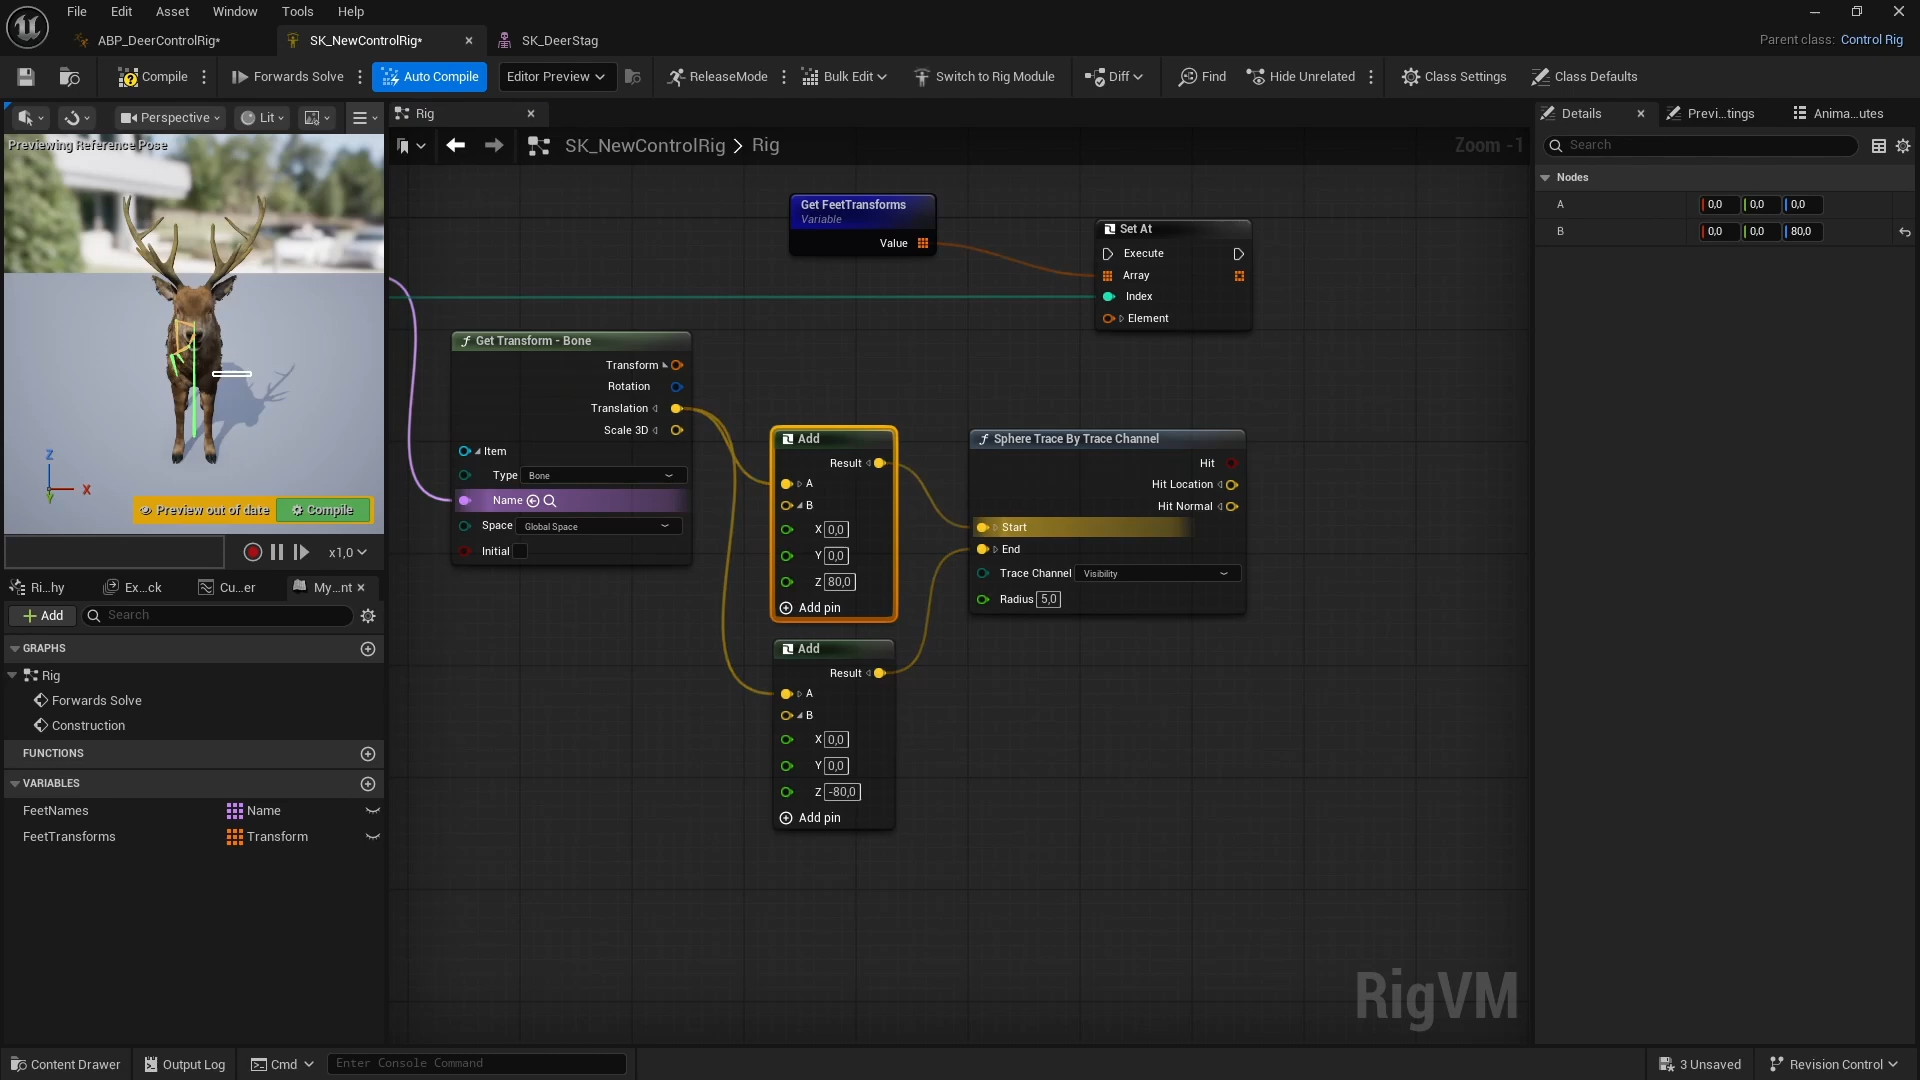 File Edit Asset Window Tools Help
ABP_DeerControlRig* SK_NewControlRig* SK_DeerStag Parent class: Control Rig
Compile Forwards Solve Auto Compile Editor Preview ReleaseMode Bulk Edit Switch to Rig Module Diff Find Hide Unrelated Class Settings Class Defaults
Perspective Lit Rig Details Previ...tings Anima...utes
Previewing Reference Pose
SK_NewControlRig > Rig Zoom -1 Search
Nodes
A 0,0 0,0 0,0
B 0,0 0,0 80,0
Get FeetTransforms
Variable
Value
Set At
Execute
Array
Index
Element
Get Transform - Bone
Transform
Rotation
Translation
Scale 3D
Item
Type Bone
Name
Space Global Space
Initial
Add
Result
A
B
X 0,0
Y 0,0
Z 80,0
Add pin
Sphere Trace By Trace Channel
Hit
Hit Location
Hit Normal
Start
End
Trace Channel Visibility
Radius 5,0
Add
Result
A
B
X 0,0
Y 0,0
Z -80,0
Add pin
Z
X
Y
Preview out of date Compile
x1,0
Ri...hy Ex...ck Cu...er My...nt
Add Search
GRAPHS
Rig
Forwards Solve
Construction
FUNCTIONS
VARIABLES
FeetNames Name
FeetTransforms Transform
RigVM
Content Drawer Output Log Cmd Enter Console Command 3 Unsaved Revision Control